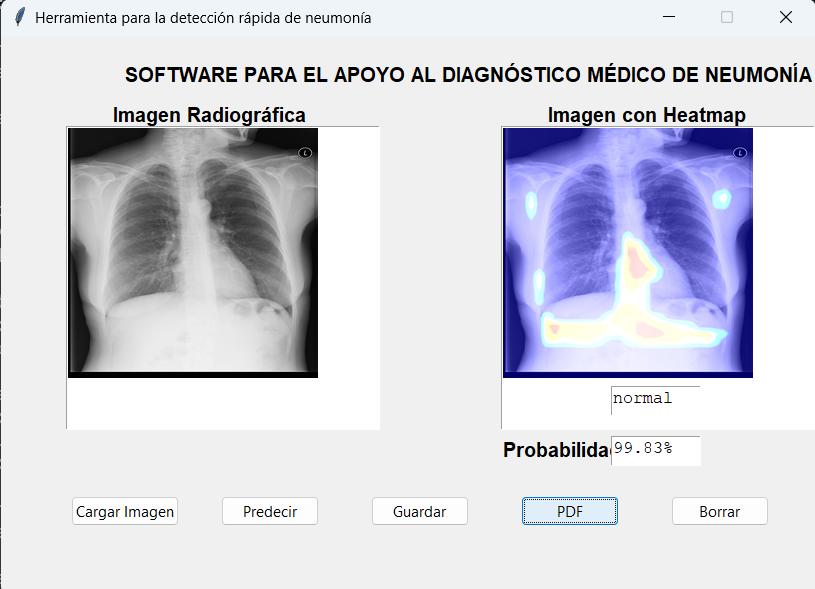 Herramienta para la detección rápida de neumonía
SOFTWARE PARA EL APOYO AL DIAGNÓSTICO MÉDICO DE NEUMONÍA
Imagen Radiográfica
Imagen con Heatmap
L
L
normal
Probabilidad
99.83%
Cargar Imagen
Predecir
Guardar
PDF
Borrar